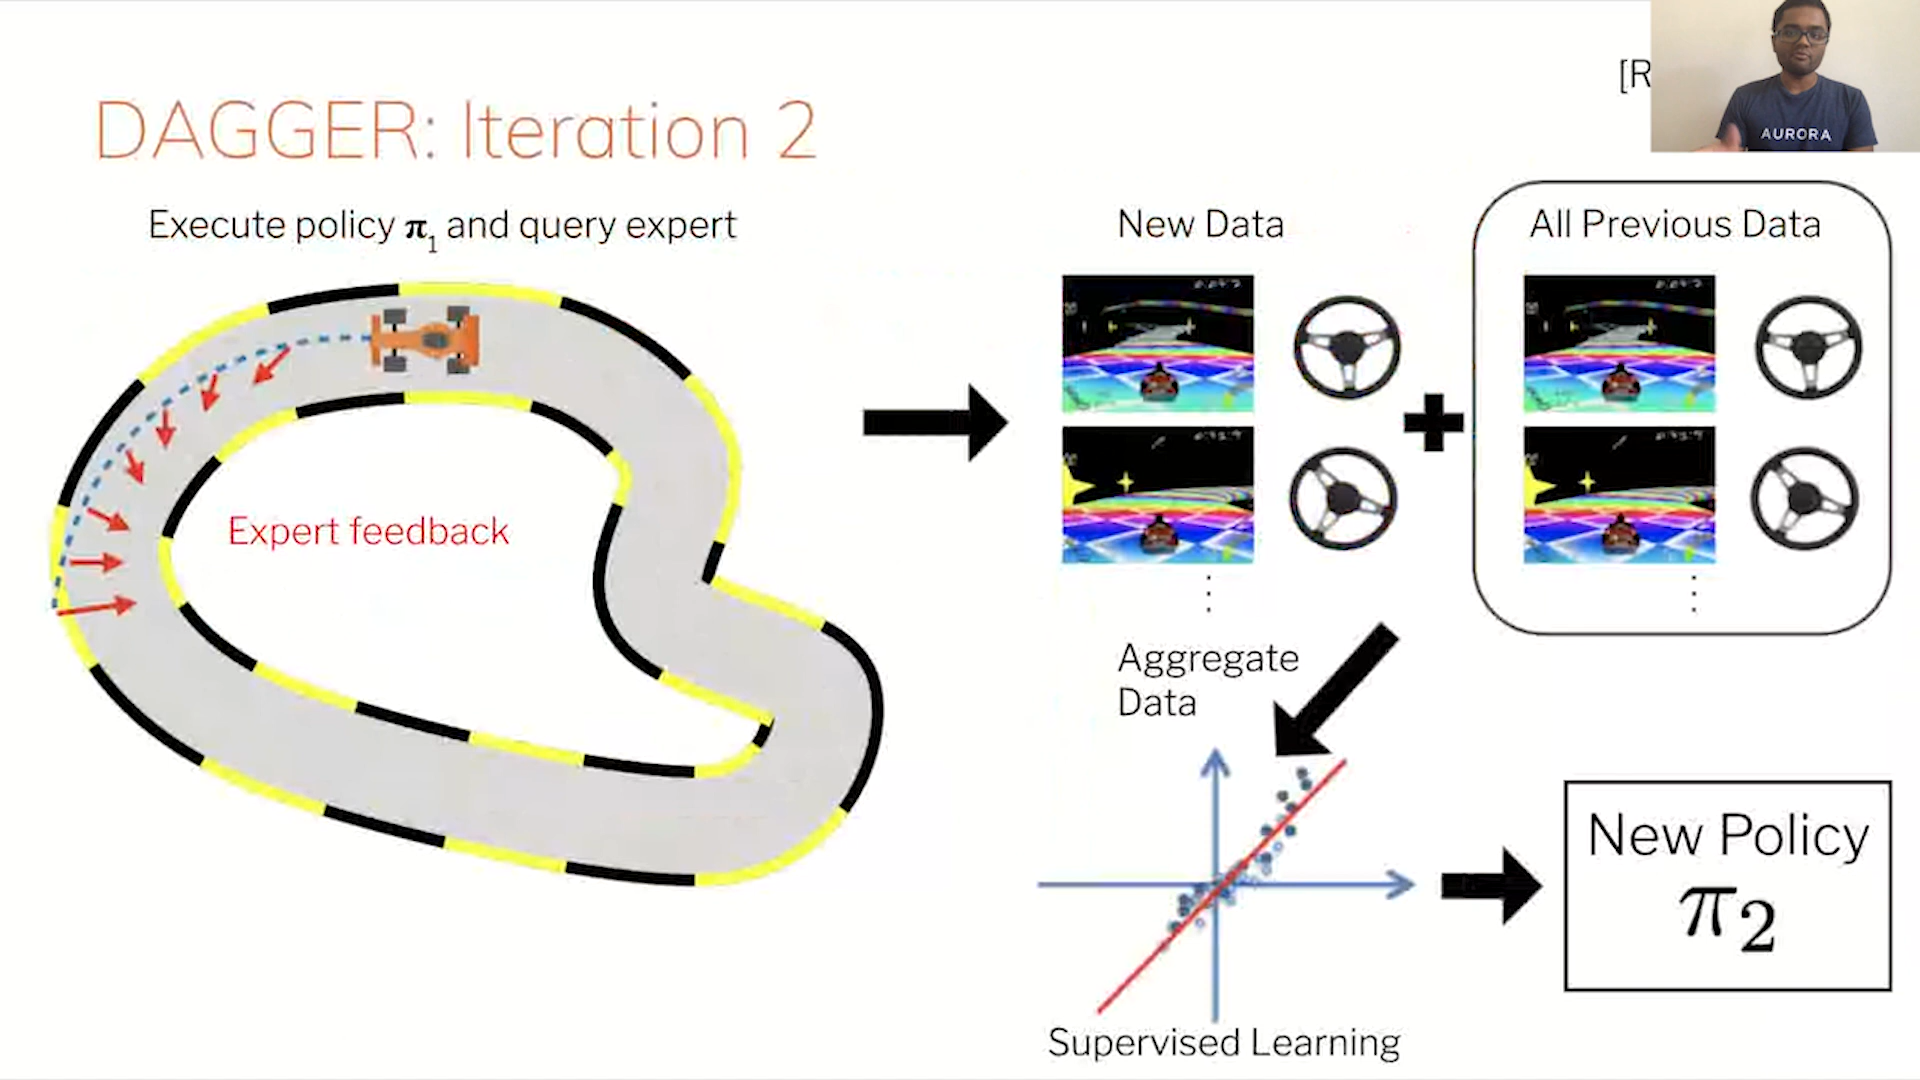 [R
AURORA
DAGGER: Iteration 2
Execute policy π1 and query expert
New Data
All Previous Data
Expert feedback
Aggregate
Data
New Policy
π2
Supervised Learning